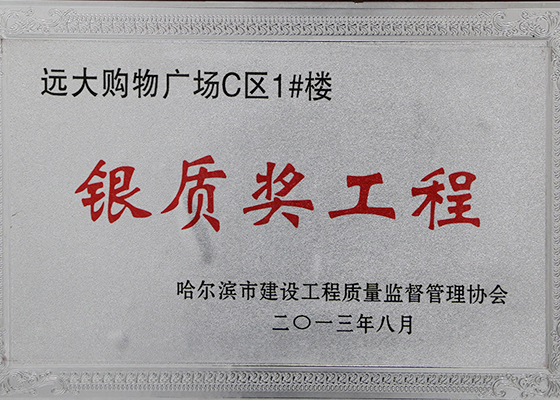 远大购物广场C区1#楼
银质奖工程
哈尔滨市建设工程质量监督管理协会
二〇一三年八月